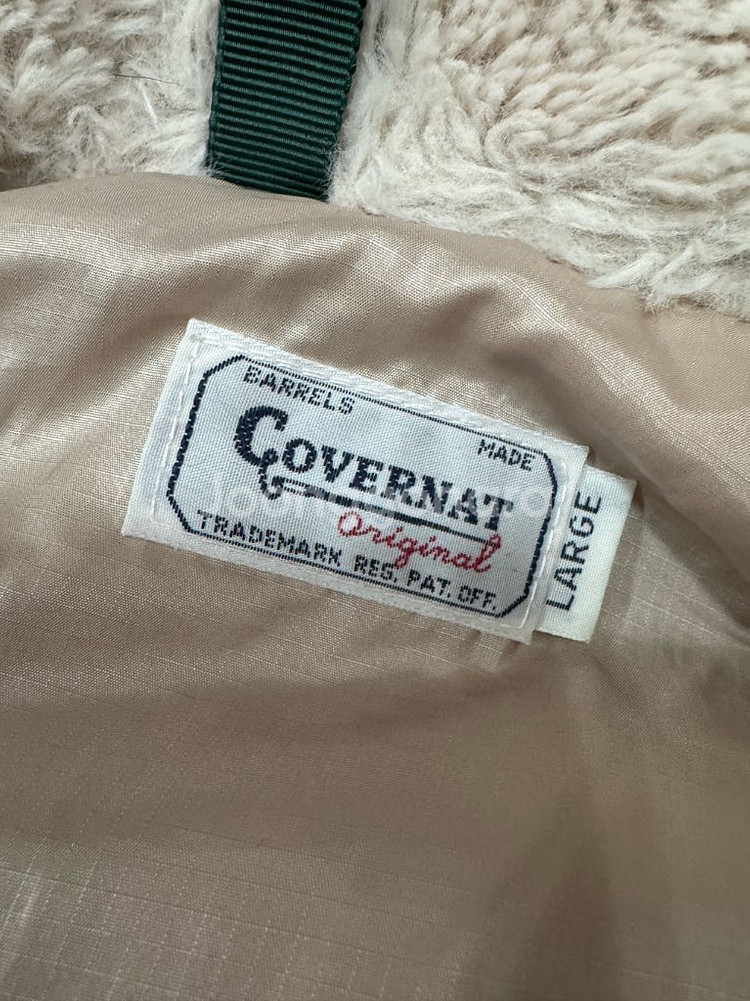 BARRELS
MADE
COVERNAT
Original
TRADEMARK REG. PAT. OFF.
LARGE